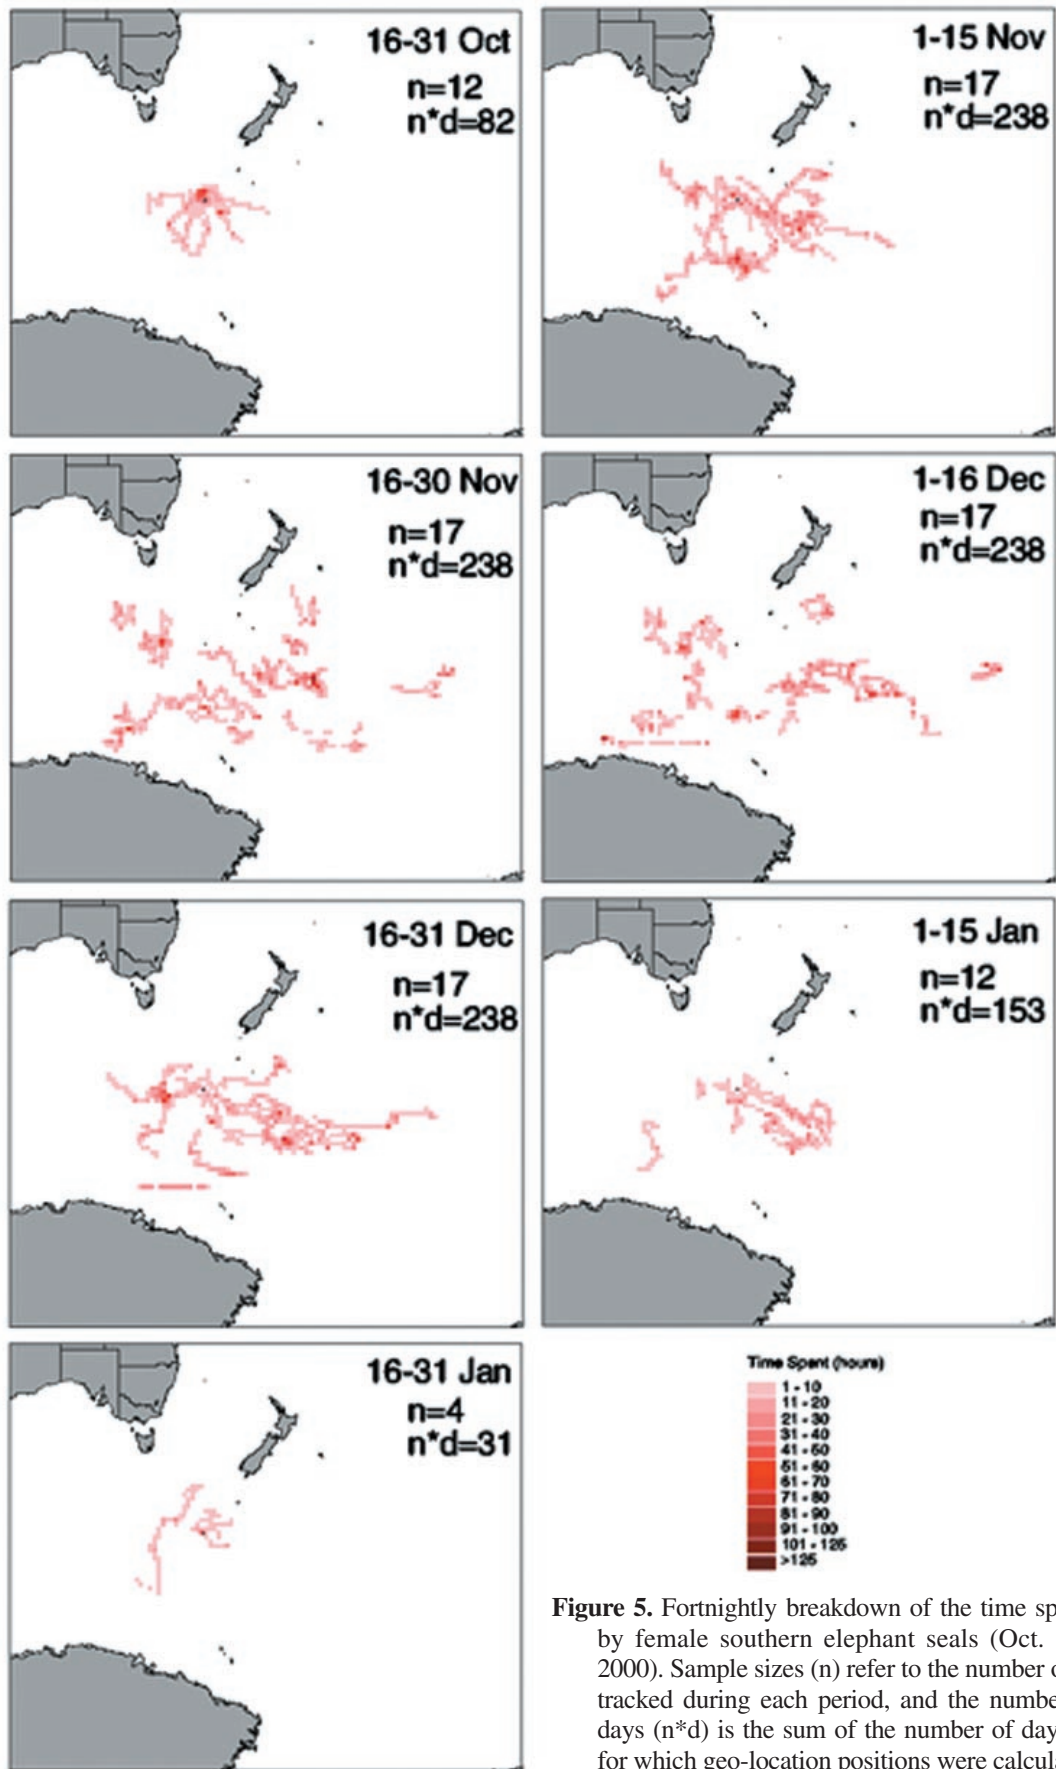 16-31 Oct
n=12
n*d=82
1-15 Nov
n=17
n*d=238
16-30 Nov
n=17
n*d=238
1-16 Dec
n=17
n*d=238
16-31 Dec
n=17
n*d=238
1-15 Jan
n=12
n*d=153
16-31 Jan
n=4
n*d=31
Time Spent (hours)
1 - 10
11 - 20
21 - 30
31 - 40
41 - 50
51 - 60
61 - 70
71 - 80
81 - 90
91 - 100
101 - 125
>125
Figure 5. Fortnightly breakdown of the time sp
by female southern elephant seals (Oct.
2000). Sample sizes (n) refer to the number o
tracked during each period, and the numbe
days (n*d) is the sum of the number of day
for which geo-location positions were calcula